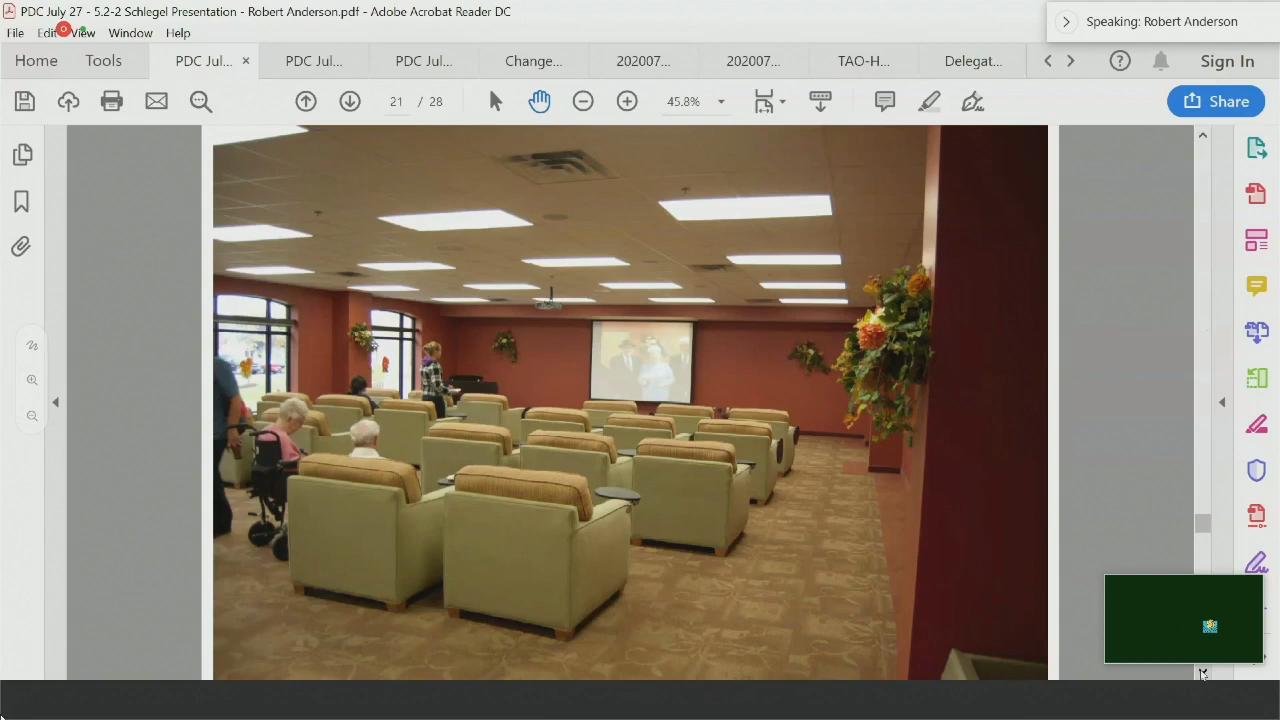 PDC July 27 - 5.2-2 Schlegel Presentation - Robert Anderson.pdf - Adobe Acrobat Reader DC
Speaking: Robert Anderson
File Edit View Window Help
Home Tools PDC Jul... × PDC Jul... PDC Jul... Change... 202007... 202007... TAO-H... Delegat... Sign In
21 / 28 45.8% Share